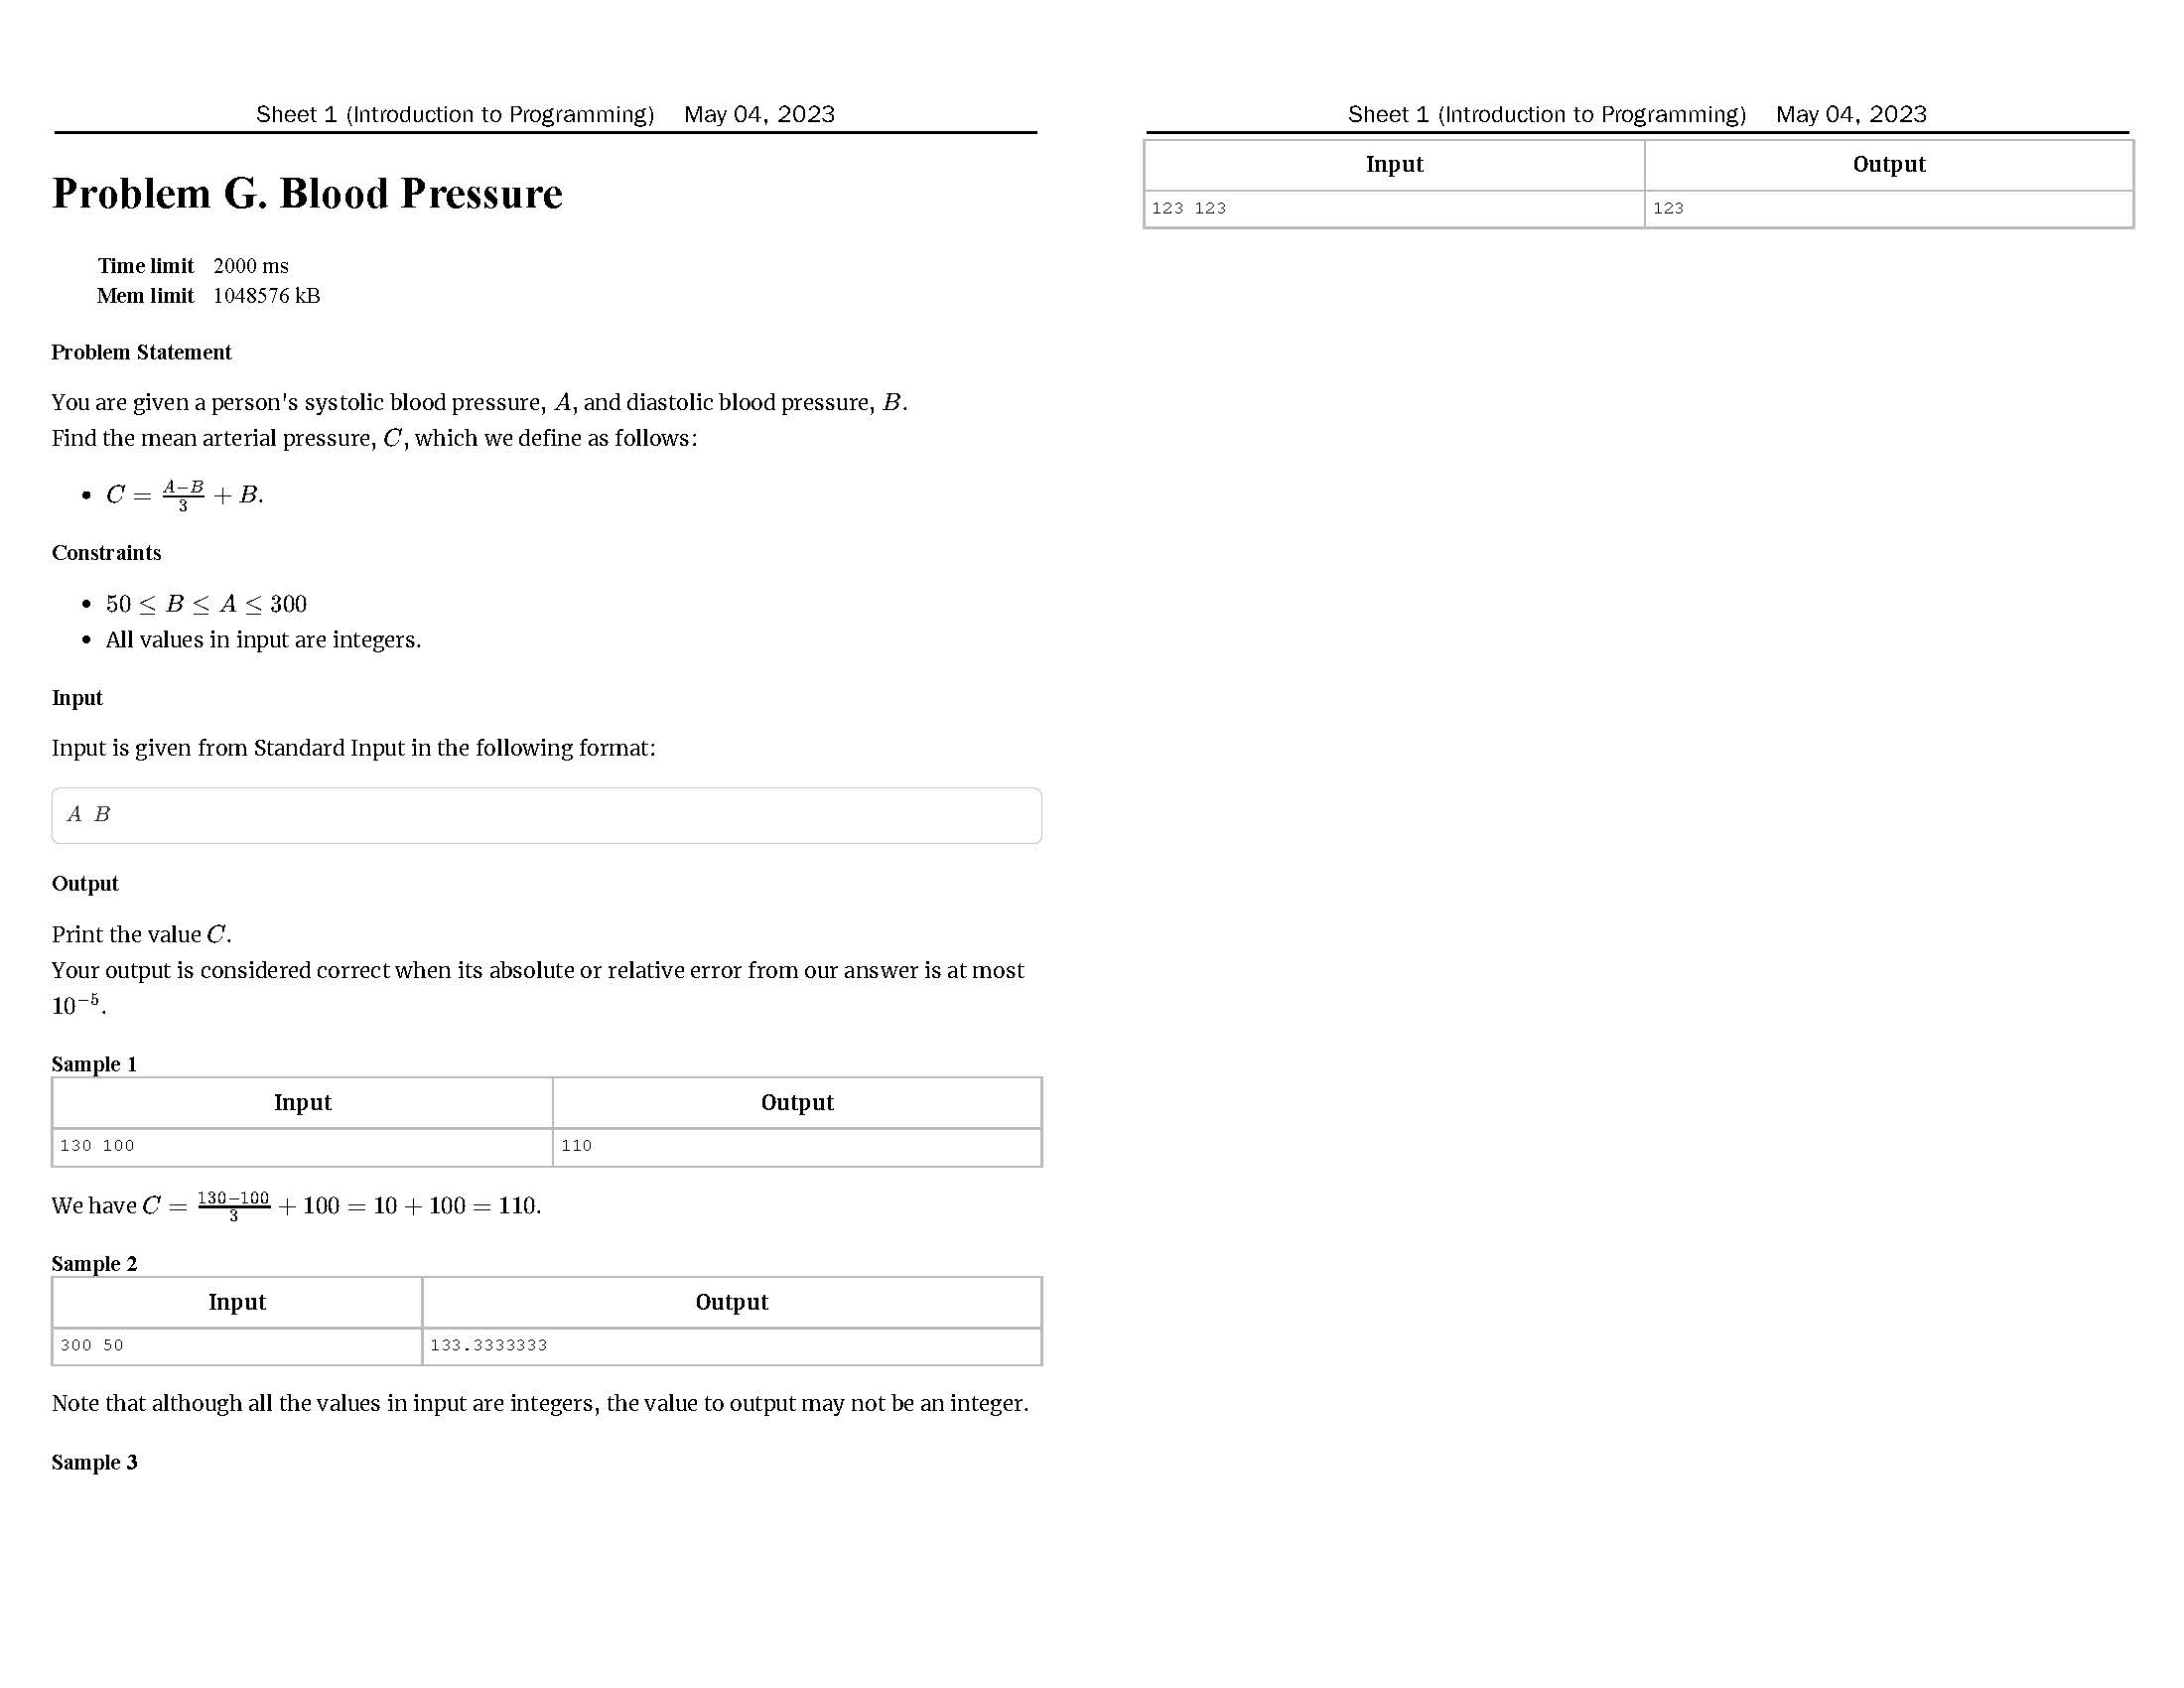 Sheet 1 (Introduction to Programming) May 04, 2023
Problem G. Blood Pressure
Time limit 2000 ms
Mem limit 1048576 kB
Problem Statement
You are given a person's systolic blood pressure, A, and diastolic blood pressure, B.
Find the mean arterial pressure, C, which we define as follows:
• C = \frac{A−B}{3} + B.
Constraints
• 50 ≤ B ≤ A ≤ 300
• All values in input are integers.
Input
Input is given from Standard Input in the following format:
A B
Output
Print the value C.
Your output is considered correct when its absolute or relative error from our answer is at most
10^{−5}.
Sample 1
Input Output
130 100 110
We have C = \frac{130−100}{3} + 100 = 10 + 100 = 110.
Sample 2
Input Output
300 50 133.3333333
Note that although all the values in input are integers, the value to output may not be an integer.
Sample 3
Sheet 1 (Introduction to Programming) May 04, 2023
Input Output
123 123 123